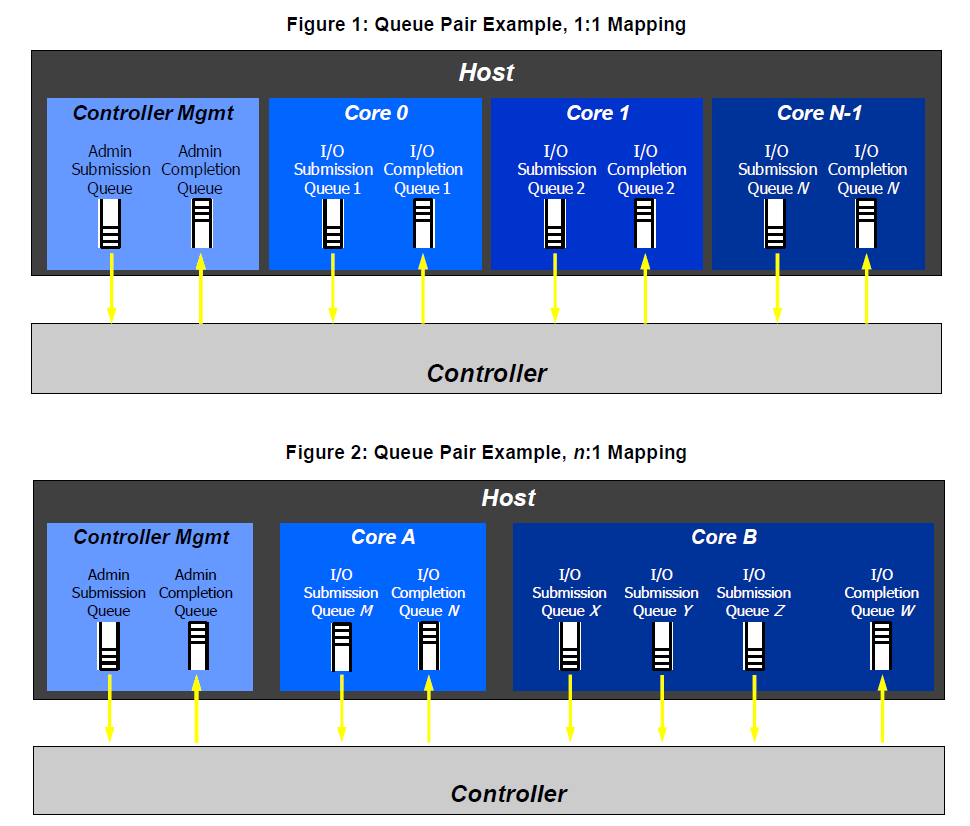 Figure 1: Queue Pair Example, 1:1 Mapping
Host
Controller Mgmt
Admin
Submission
Queue
Admin
Completion
Queue
Core 0
I/O
Submission
Queue 1
I/O
Completion
Queue 1
Core 1
I/O
Submission
Queue 2
I/O
Completion
Queue 2
Core N-1
I/O
Submission
Queue N
I/O
Completion
Queue N
Controller
Figure 2: Queue Pair Example, n:1 Mapping
Host
Controller Mgmt
Admin
Submission
Queue
Admin
Completion
Queue
Core A
I/O
Submission
Queue M
I/O
Completion
Queue N
Core B
I/O
Submission
Queue X
I/O
Submission
Queue Y
I/O
Submission
Queue Z
I/O
Completion
Queue W
Controller